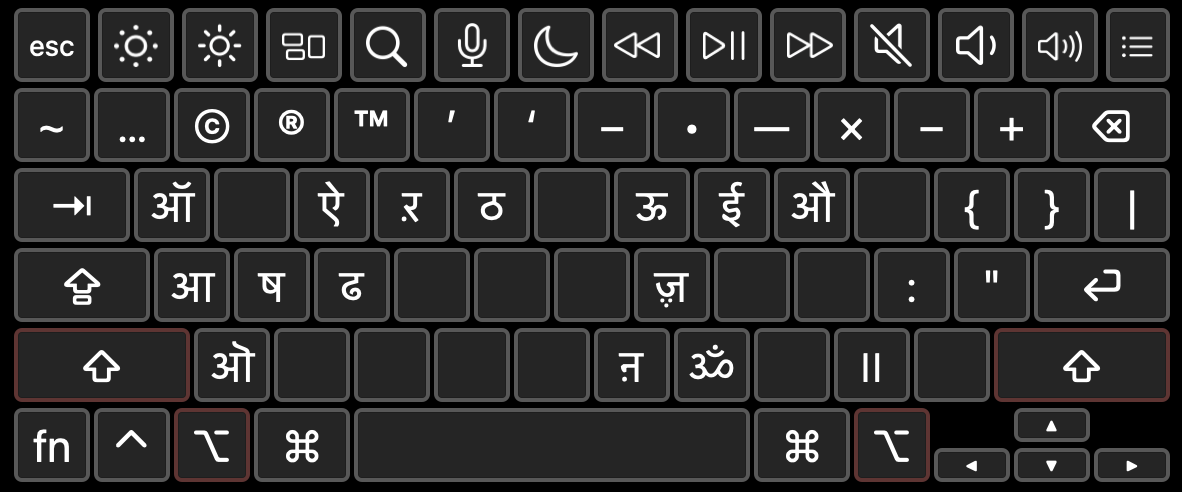 esc
~ … © ® ™ ’ ‘ – • — × − +
ऑ ऐ ऱ ठ ऊ ई औ { } |
आ ष ढ ज़़ : "
ऒ ऩ ॐ ॥
fn ⌃ ⌥ ⌘ ⌘ ⌥